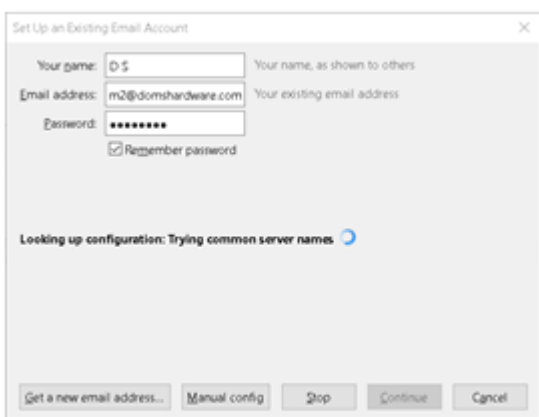 Set Up an Existing Email Account
Your name: D S Your name, as shown to others
Email address: m2@domshardware.com Your existing email address
Password: ●●●●●●●●
Remember password
Looking up configuration: Trying common server names
Get a new email address... Manual config Stop Continue Cancel